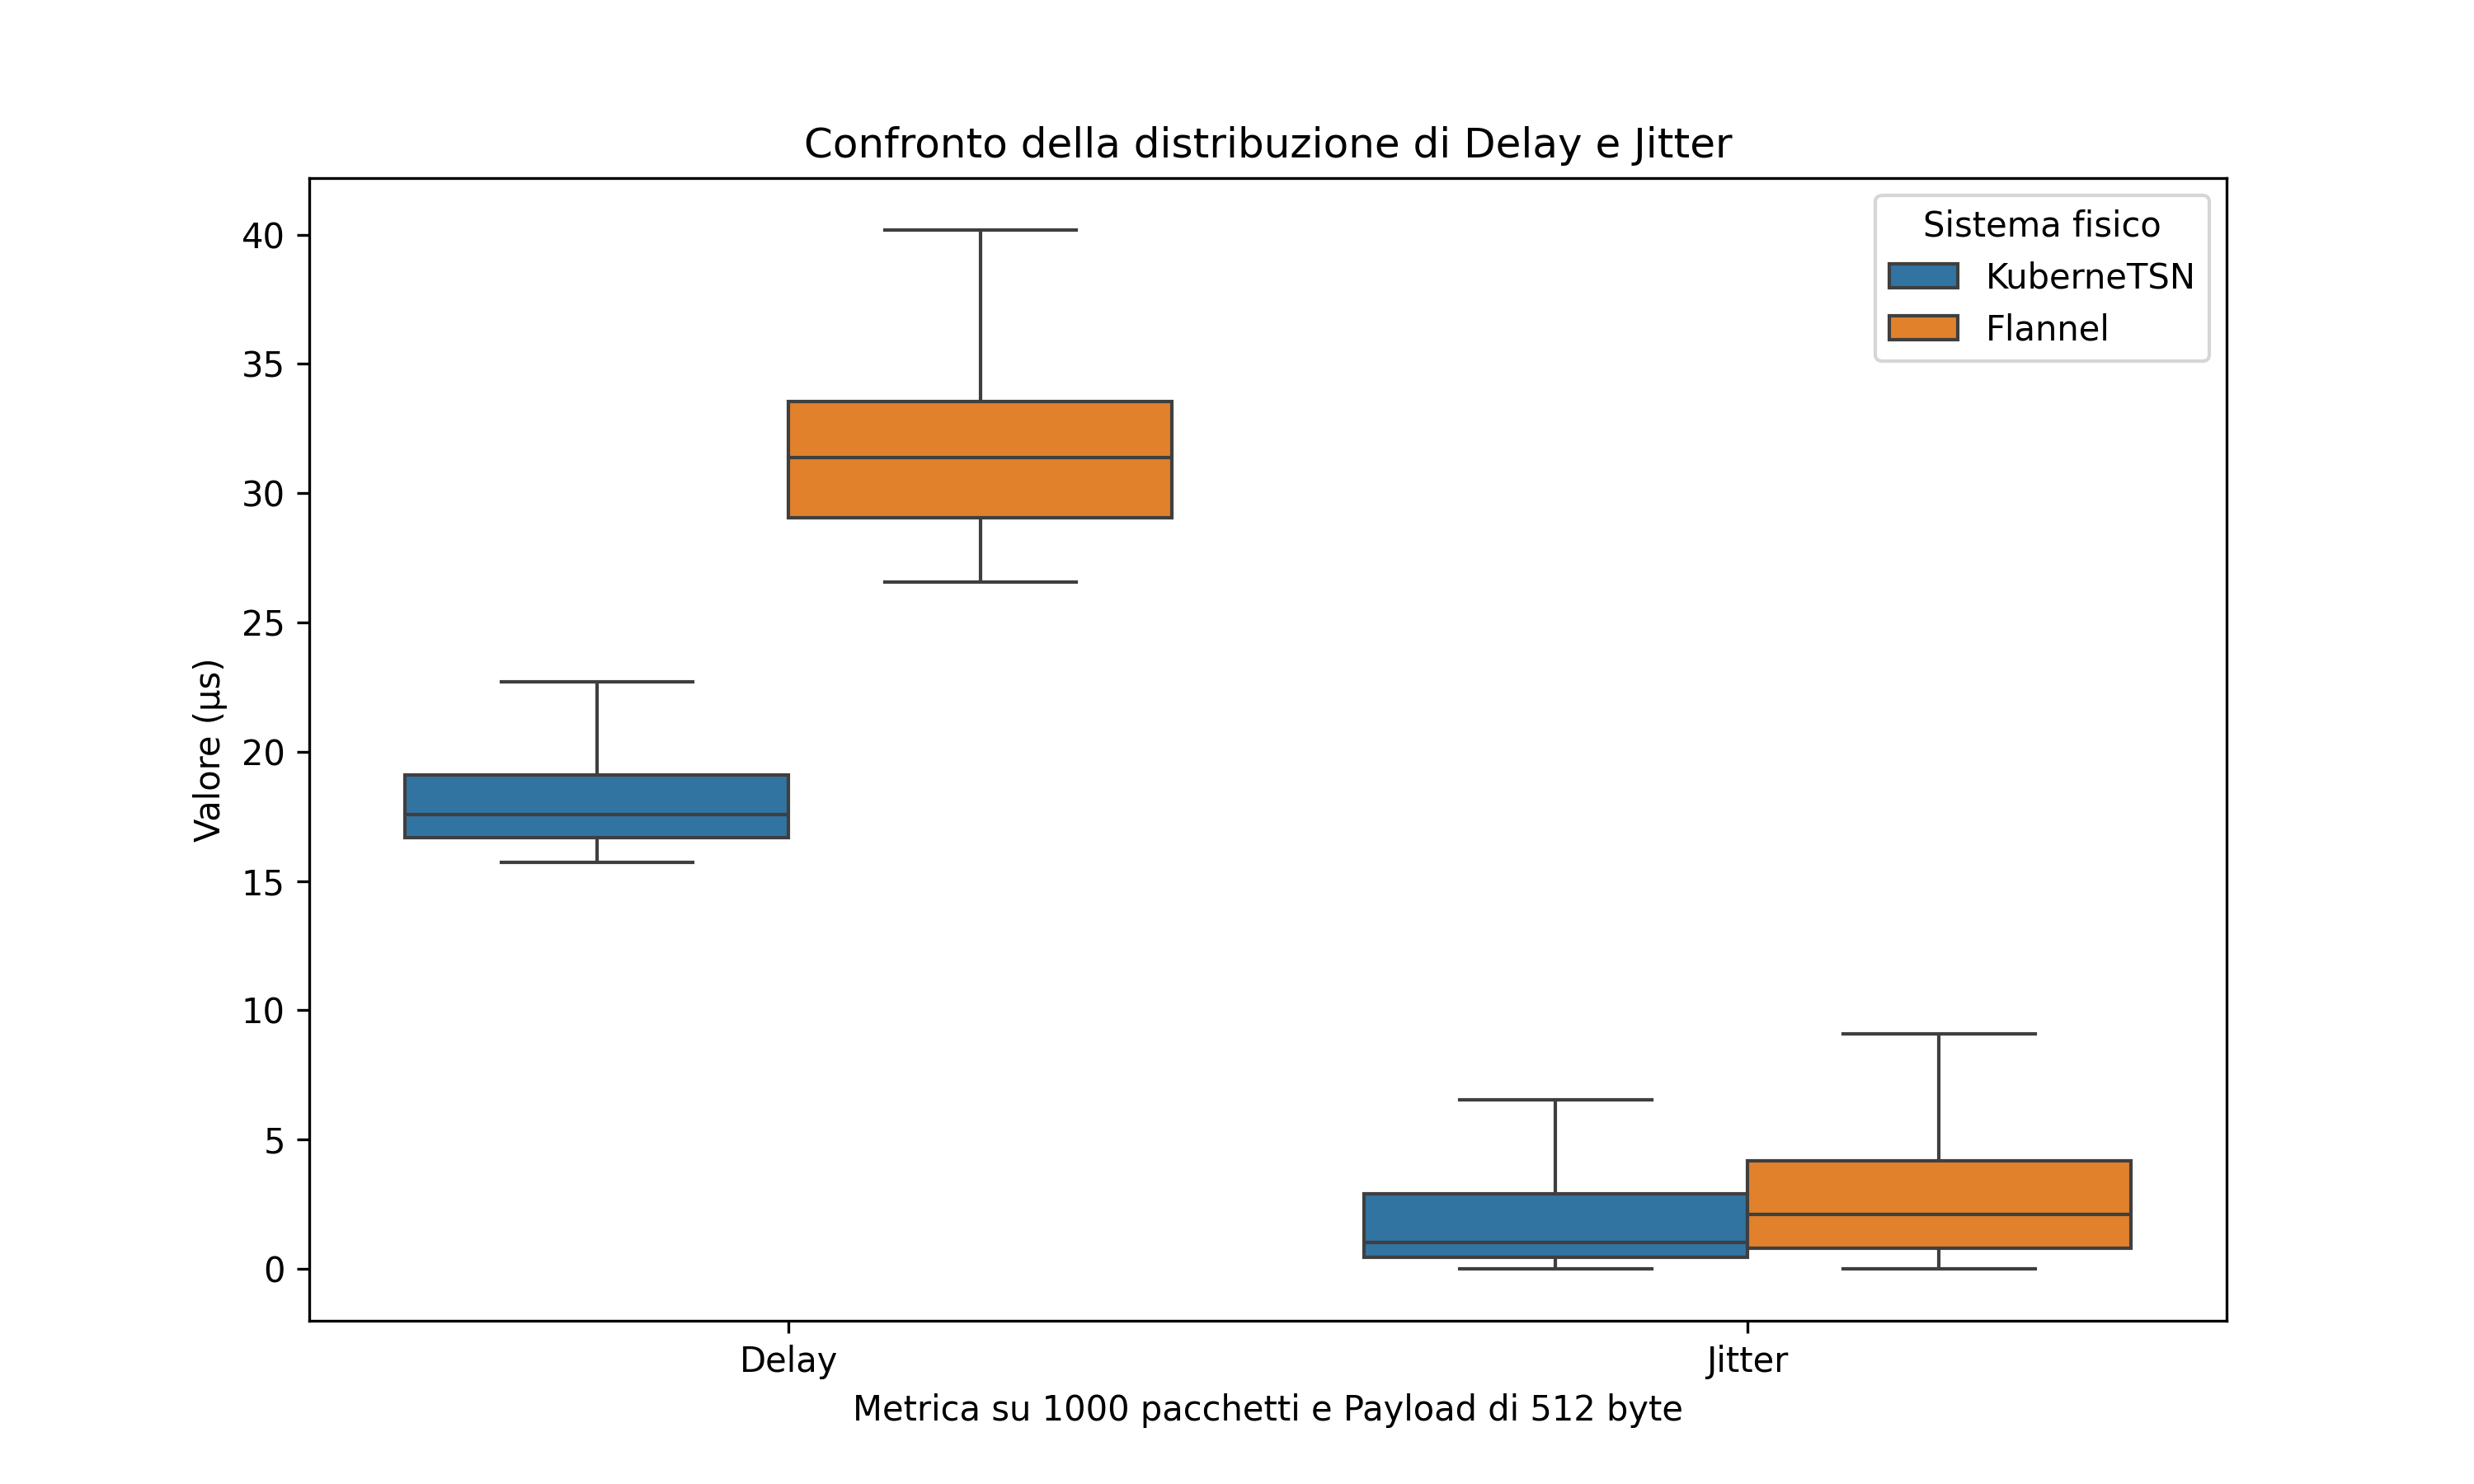 Confronto della distribuzione di Delay e Jitter
Sistema fisico
KuberneTSN
Flannel
Valore (µs)
40
35
30
25
20
15
10
5
0
Delay
Jitter
Metrica su 1000 pacchetti e Payload di 512 byte